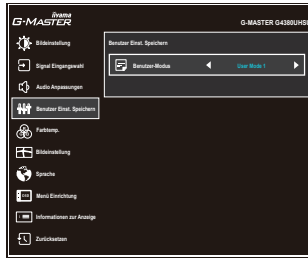 iiyama
G-MASTER
G-MASTER G4380UHSU
Bildeinstellung
Signal Eingangswahl
Audio Anpassungen
Benutzer Einst. Speichern
Farbtemp.
Bildeinstellung
Sprache
OSD
Menü Einrichtung
Informationen zur Anzeige
Zurücksetzen
Benutzer Einst. Speichern
Benutzer-Modus
User Mode 1